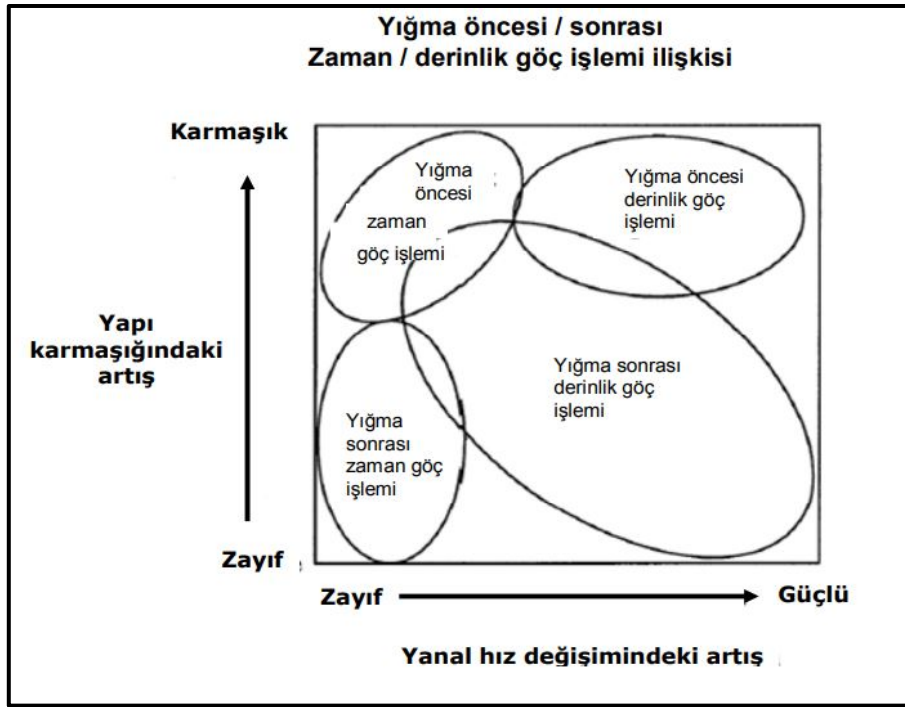 Yığma öncesi / sonrası
Zaman / derinlik göç işlemi ilişkisi
Karmaşık
Yığma
öncesi
zaman
göç işlemi
Yığma öncesi
derinlik göç
işlemi
Yapı
karmaşığındaki
artış
Yığma sonrası
derinlik göç
işlemi
Yığma
sonrası
zaman göç
işlemi
Zayıf
Zayıf
Güçlü
Yanal hız değişimindeki artış